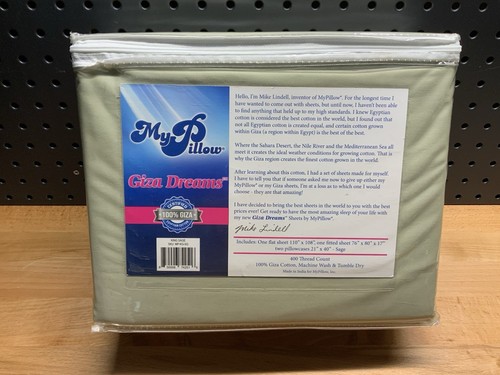 Hello, I'm Mike Lindell, inventor of MyPillow®. For the longest time I
have wanted to come out with sheets, but until now, I haven't been able
to find anything that held up to my high standards. I knew Egyptian
cotton is considered the best cotton in the world, but I found out that
not all Egyptian cotton is created equal, and certain cotton grown
within Giza (a region within Egypt) is the best of the best.
Where the Sahara Desert, the Nile River and the Mediterranean Sea all
meet it creates the ideal weather conditions for growing cotton. That is
why the Giza region creates the finest cotton grown in the world.
After learning about this cotton, I had a set of sheets made for myself.
I have to tell you that if someone asked me now to give up either my
MyPillow® or my Giza sheets, I'm at a loss as to which one I would
choose - they are that amazing!
I have decided to bring the best sheets in the world to you with the best
prices ever! Get ready to have the most amazing sleep of your life with
my new Giza Dreams™ Sheets by MyPillow®.
Mike Lindell
Includes: One flat sheet 110" x 108", one fitted sheet 76" x 80" x 17"
two pillowcases 21" x 40" - Sage
400 Thread Count
100% Giza Cotton, Machine Wash & Tumble Dry
Made in India for MyPillow, Inc.
MyPillow
Giza Dreams™
CERTIFIED
100% GIZA
KING SAGE